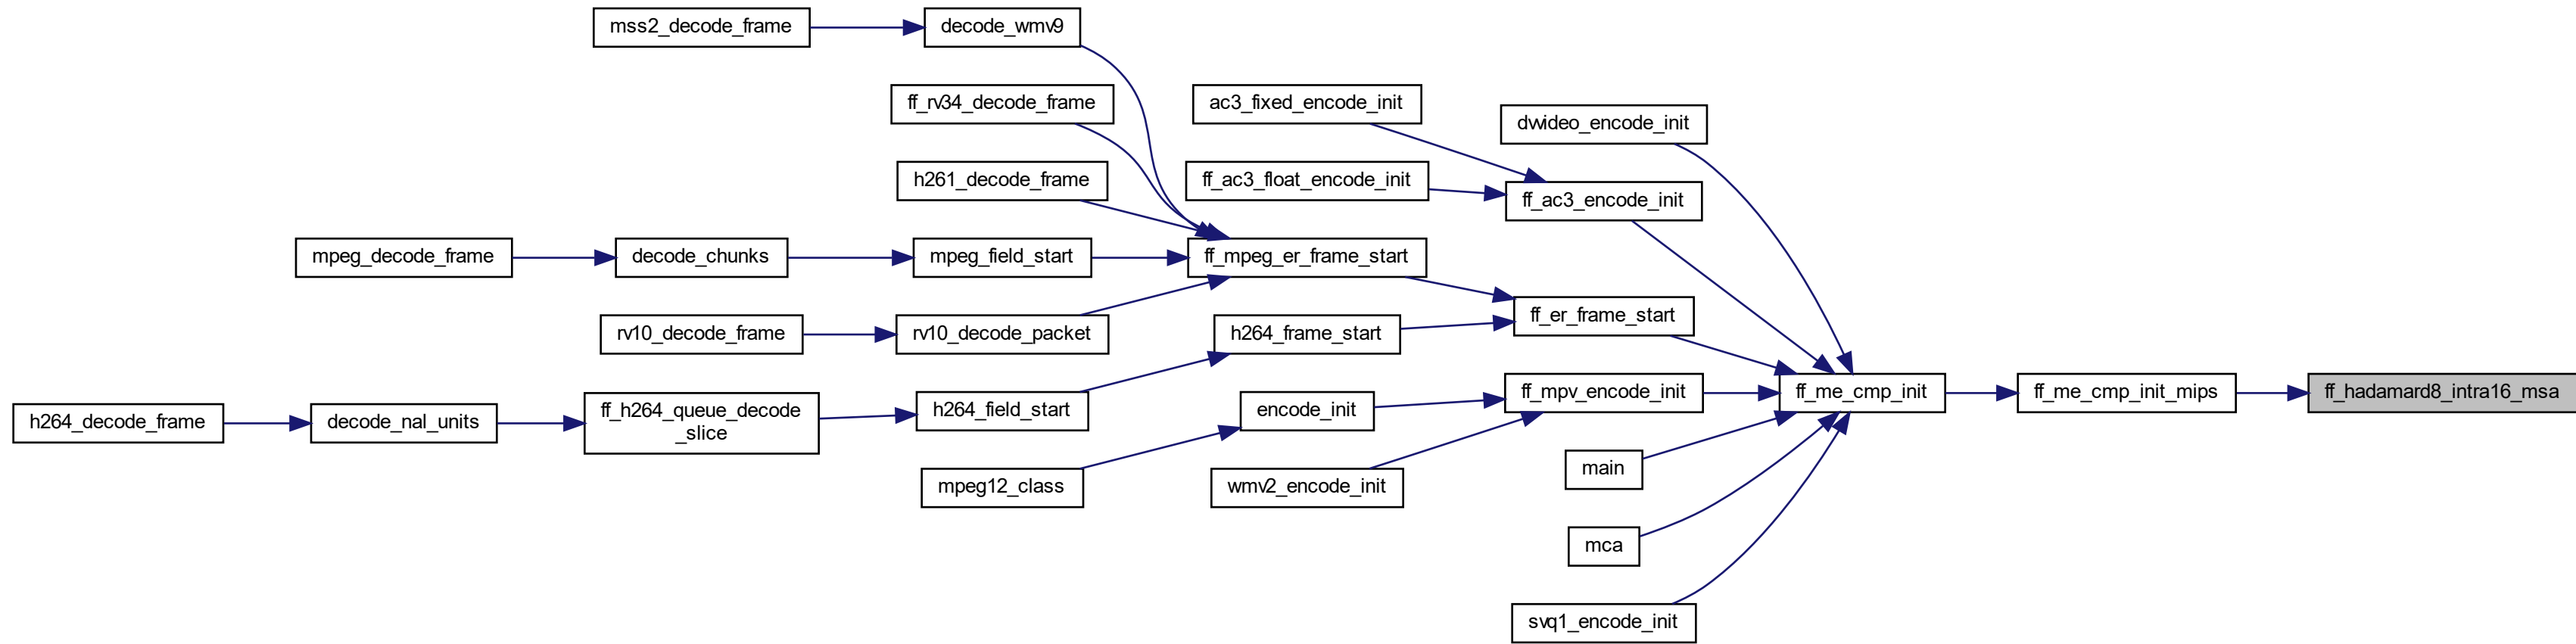 mss2_decode_frame
decode_wmv9
ff_rv34_decode_frame
ac3_fixed_encode_init
dvvideo_encode_init
h261_decode_frame
ff_ac3_float_encode_init
ff_ac3_encode_init
mpeg_decode_frame
decode_chunks
mpeg_field_start
ff_mpeg_er_frame_start
ff_er_frame_start
rv10_decode_frame
rv10_decode_packet
h264_frame_start
ff_mpv_encode_init
ff_me_cmp_init
ff_me_cmp_init_mips
ff_hadamard8_intra16_msa
h264_decode_frame
decode_nal_units
ff_h264_queue_decode
_slice
h264_field_start
encode_init
main
mpeg12_class
wmv2_encode_init
mca
svq1_encode_init